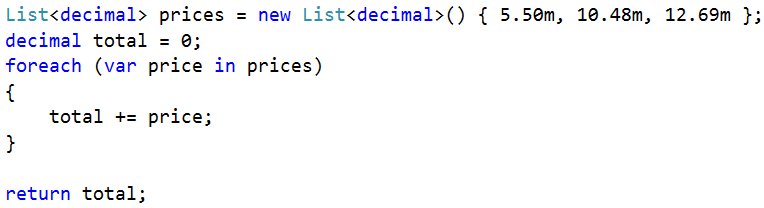 List<decimal> prices = new List<decimal>() { 5.50m, 10.48m, 12.69m };
decimal total = 0;
foreach (var price in prices)
{
    total += price;
}

return total;